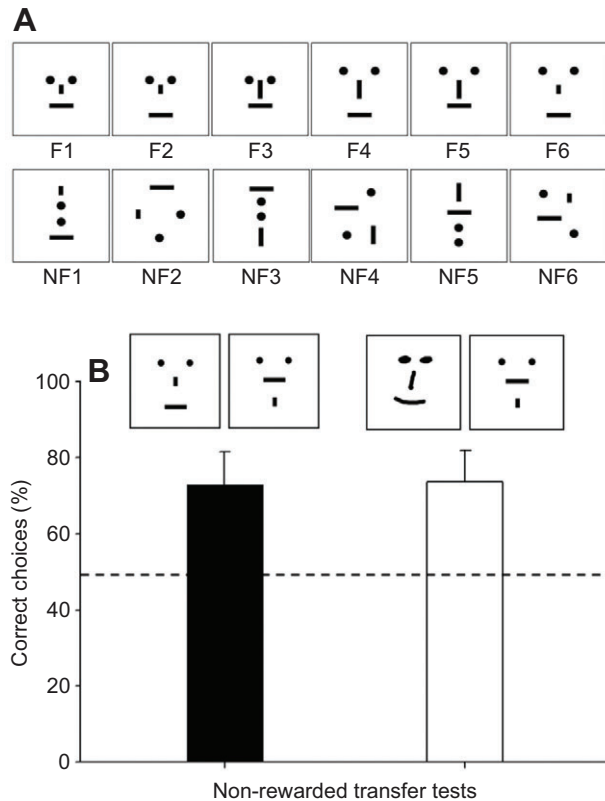 A
F1 F2 F3 F4 F5 F6
NF1 NF2 NF3 NF4 NF5 NF6
B
100
80
60
40
20
0
Correct choices (%)
Non-rewarded transfer tests